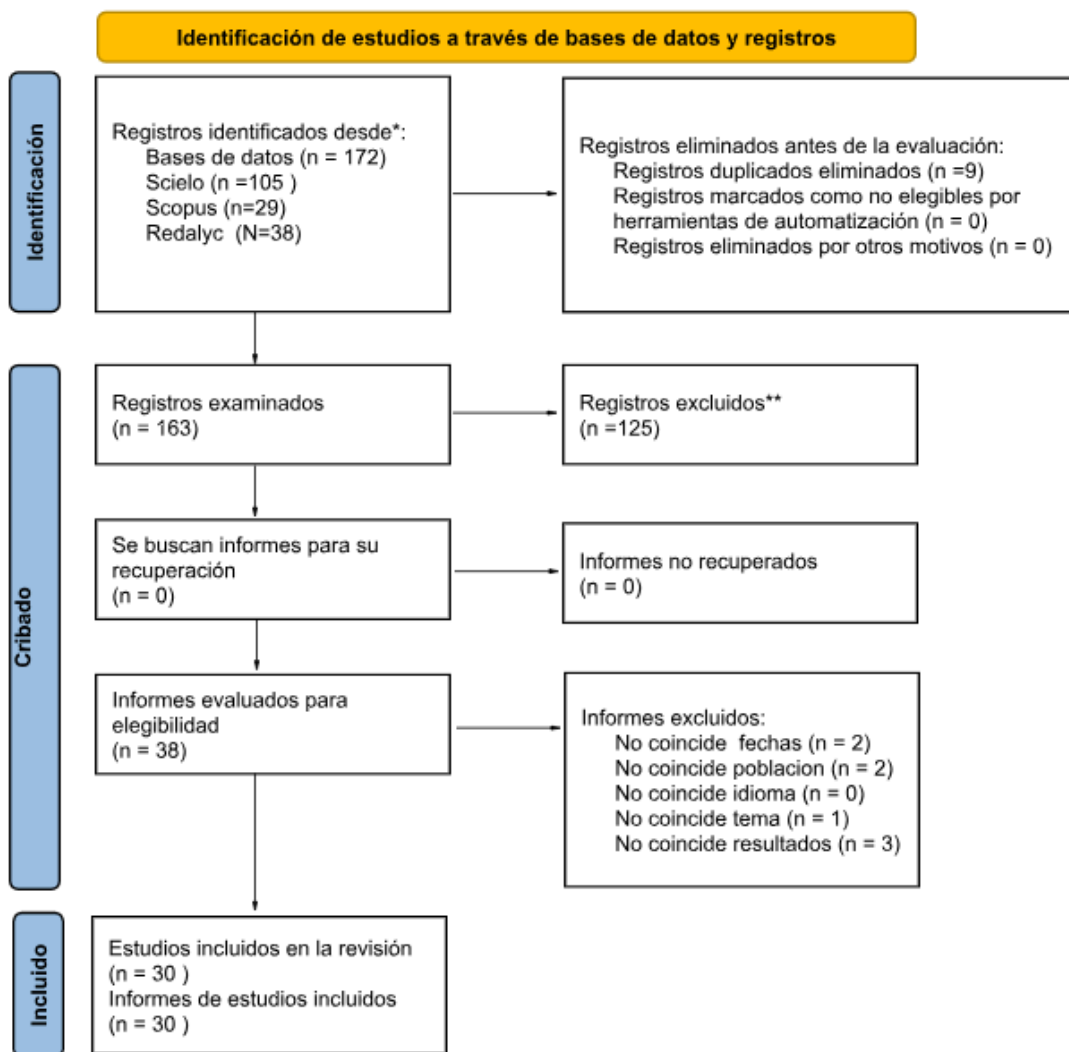 Identificación de estudios a través de bases de datos y registros
Identificación
Registros identificados desde*:
Bases de datos (n = 172)
Scielo (n =105 )
Scopus (n=29)
Redalyc (N=38)
Registros eliminados antes de la evaluación:
Registros duplicados eliminados (n =9)
Registros marcados como no elegibles por
herramientas de automatización (n = 0)
Registros eliminados por otros motivos (n = 0)
Cribado
Registros examinados
(n = 163)
Registros excluidos**
(n =125)
Se buscan informes para su
recuperación
(n = 0)
Informes no recuperados
(n = 0)
Informes evaluados para
elegibilidad
(n = 38)
Informes excluidos:
No coincide fechas (n = 2)
No coincide poblacion (n = 2)
No coincide idioma (n = 0)
No coincide tema (n = 1)
No coincide resultados (n = 3)
Incluido
Estudios incluidos en la revisión
(n = 30 )
Informes de estudios incluidos
(n = 30 )